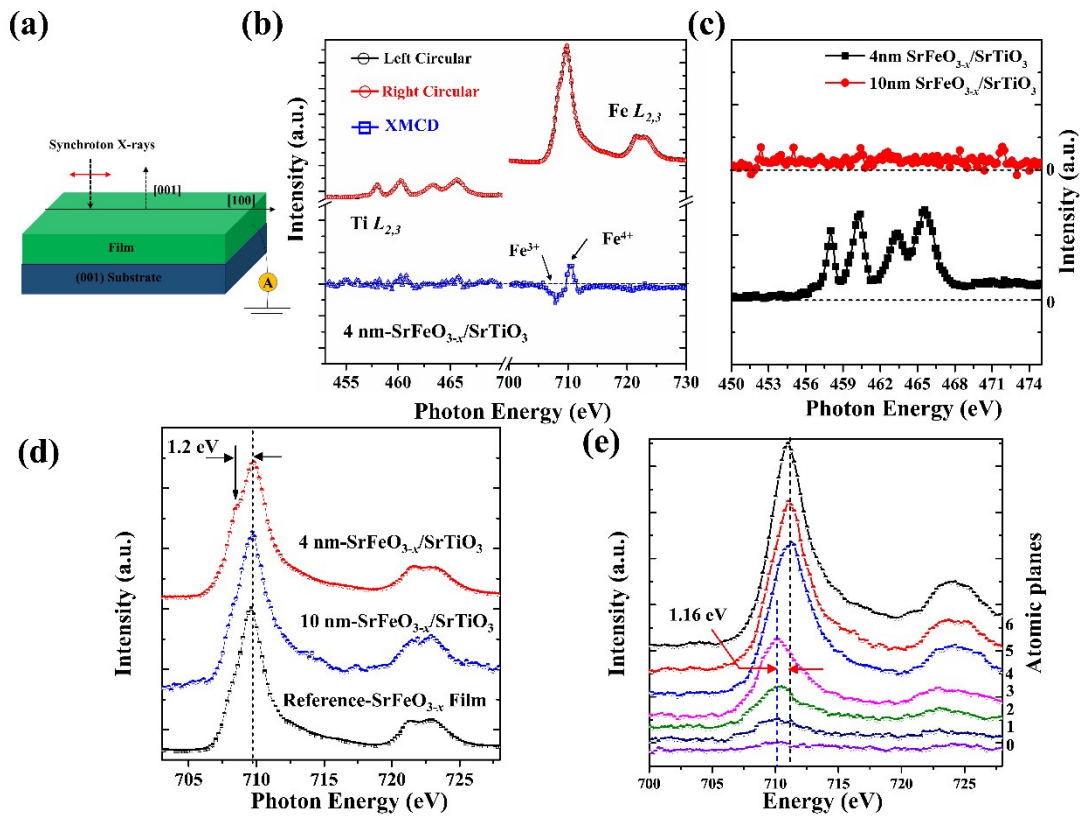 (a)
Synchroton X-rays
[001]
[100]
Film
(001) Substrate
A
(b)
Left Circular
Right Circular
XMCD
Fe L2,3
Ti L2,3
Fe3+
Fe4+
4 nm-SrFeO3-x/SrTiO3
Intensity (a.u.)
455 460 465 470 700 710 720 730
Photon Energy (eV)
(c)
4nm SrFeO3-x/SrTiO3
10nm SrFeO3-x/SrTiO3
0
0
Intensity (a.u.)
450 453 456 459 462 465 468 471 474
Photon Energy (eV)
(d)
1.2 eV
4 nm-SrFeO3-x/SrTiO3
10 nm-SrFeO3-x/SrTiO3
Reference-SrFeO3-x Film
Intensity (a.u.)
705 710 715 720 725
Photon Energy (eV)
(e)
1.16 eV
6
5
4
3
2
1
0
Atomic planes
Intensity (a.u.)
700 705 710 715 720 725
Energy (eV)